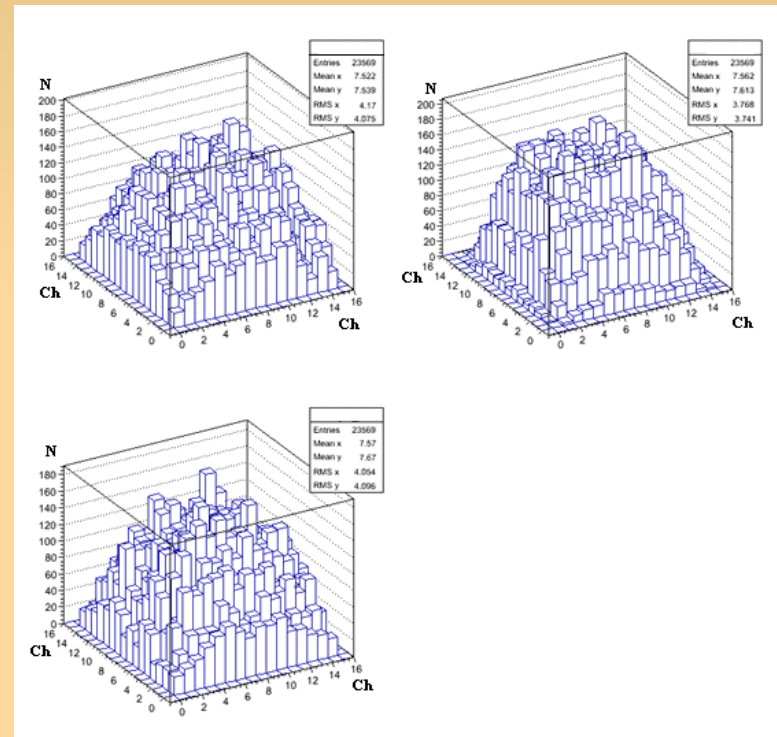 N
Entries 23569
Mean x 7.522
Mean y 7.539
RMS x 4.17
RMS y 4.075
200
180
160
140
120
100
80
60
40
20
0
16
14
12
10
8
6
4
2
0
Ch
0 2 4 6 8 10 12 14 16
Ch
N
Entries 23569
Mean x 7.562
Mean y 7.613
RMS x 3.768
RMS y 3.741
200
180
160
140
120
100
80
60
40
20
0
16
14
12
10
8
6
4
2
0
Ch
0 2 4 6 8 10 12 14 16
Ch
N
Entries 23569
Mean x 7.57
Mean y 7.67
RMS x 4.054
RMS y 4.096
180
160
140
120
100
80
60
40
20
0
16
14
12
10
8
6
4
2
0
Ch
0 2 4 6 8 10 12 14 16
Ch